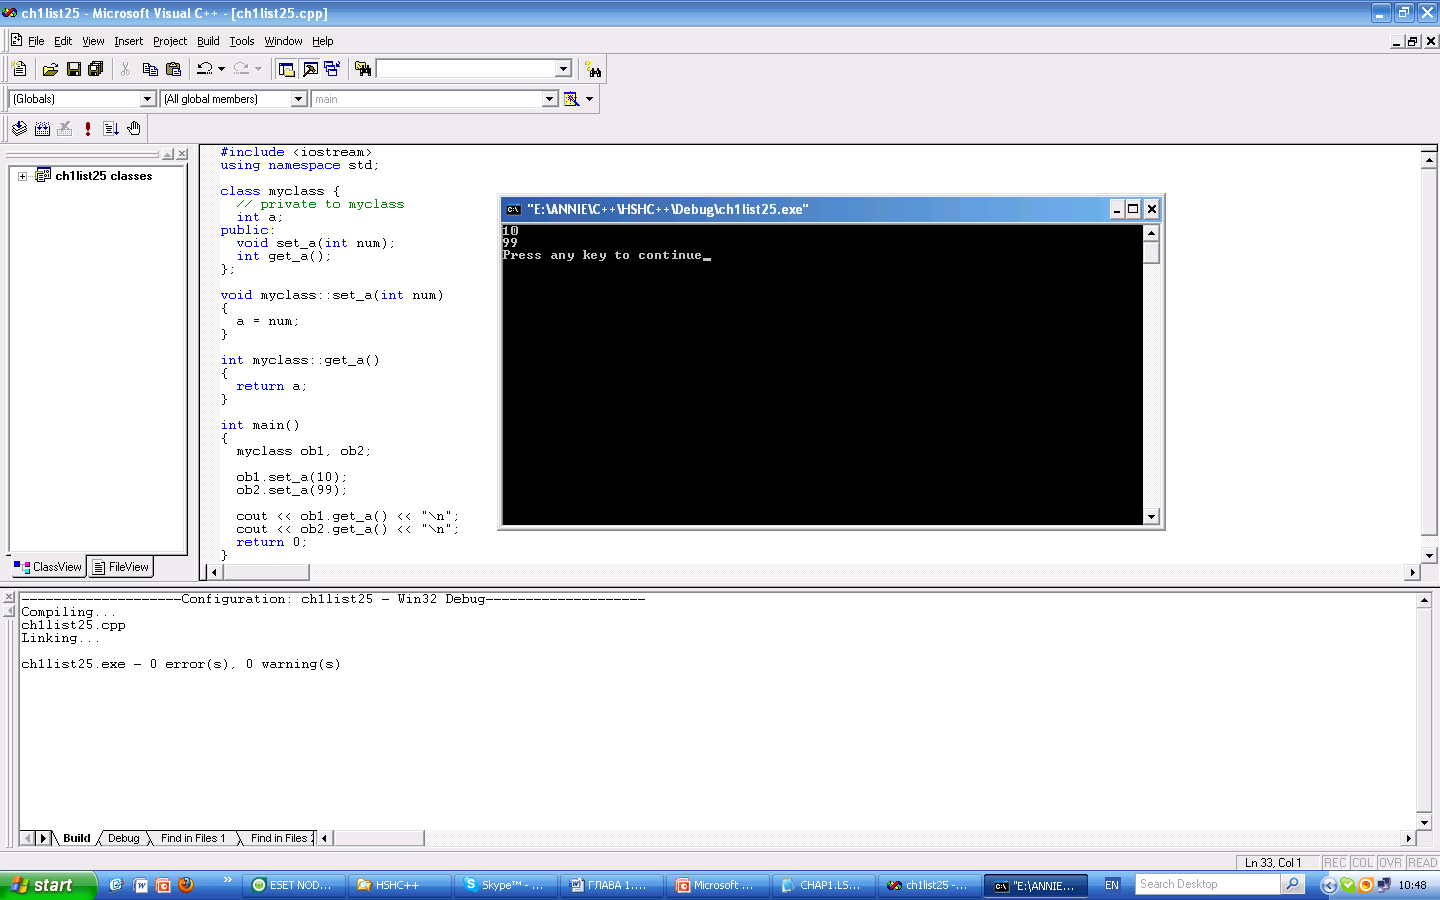 ch1list25 - Microsoft Visual C++ - [ch1list25.cpp]
File Edit View Insert Project Build Tools Window Help
(Globals) (All global members) main
ch1list25 classes
ClassView FileView
#include <iostream>
using namespace std;
class myclass {
// private to myclass
int a;
public:
void set_a(int num);
int get_a();
};
void myclass::set_a(int num)
{
a = num;
}
int myclass::get_a()
{
return a;
}
int main()
{
myclass ob1, ob2;
ob1.set_a(10);
ob2.set_a(99);
cout << ob1.get_a() << "\n";
cout << ob2.get_a() << "\n";
return 0;
}
"E:\ANNIE\C++\HSHC++\Debug\ch1list25.exe"
10
99
Press any key to continue_
--------------------Configuration: ch1list25 - Win32 Debug--------------------
Compiling...
ch1list25.cpp
Linking...
ch1list25.exe - 0 error(s), 0 warning(s)
Build Debug Find in Files 1 Find in Files 2
Ln 33, Col 1 REC COL OVR READ
start » ESET NOD... HSHC++ Skype™ - ... ГЛАВА 1.... Microsoft ... CHAP1.LS... ch1list25 -... "E:\ANNIE... EN Search Desktop 10:48